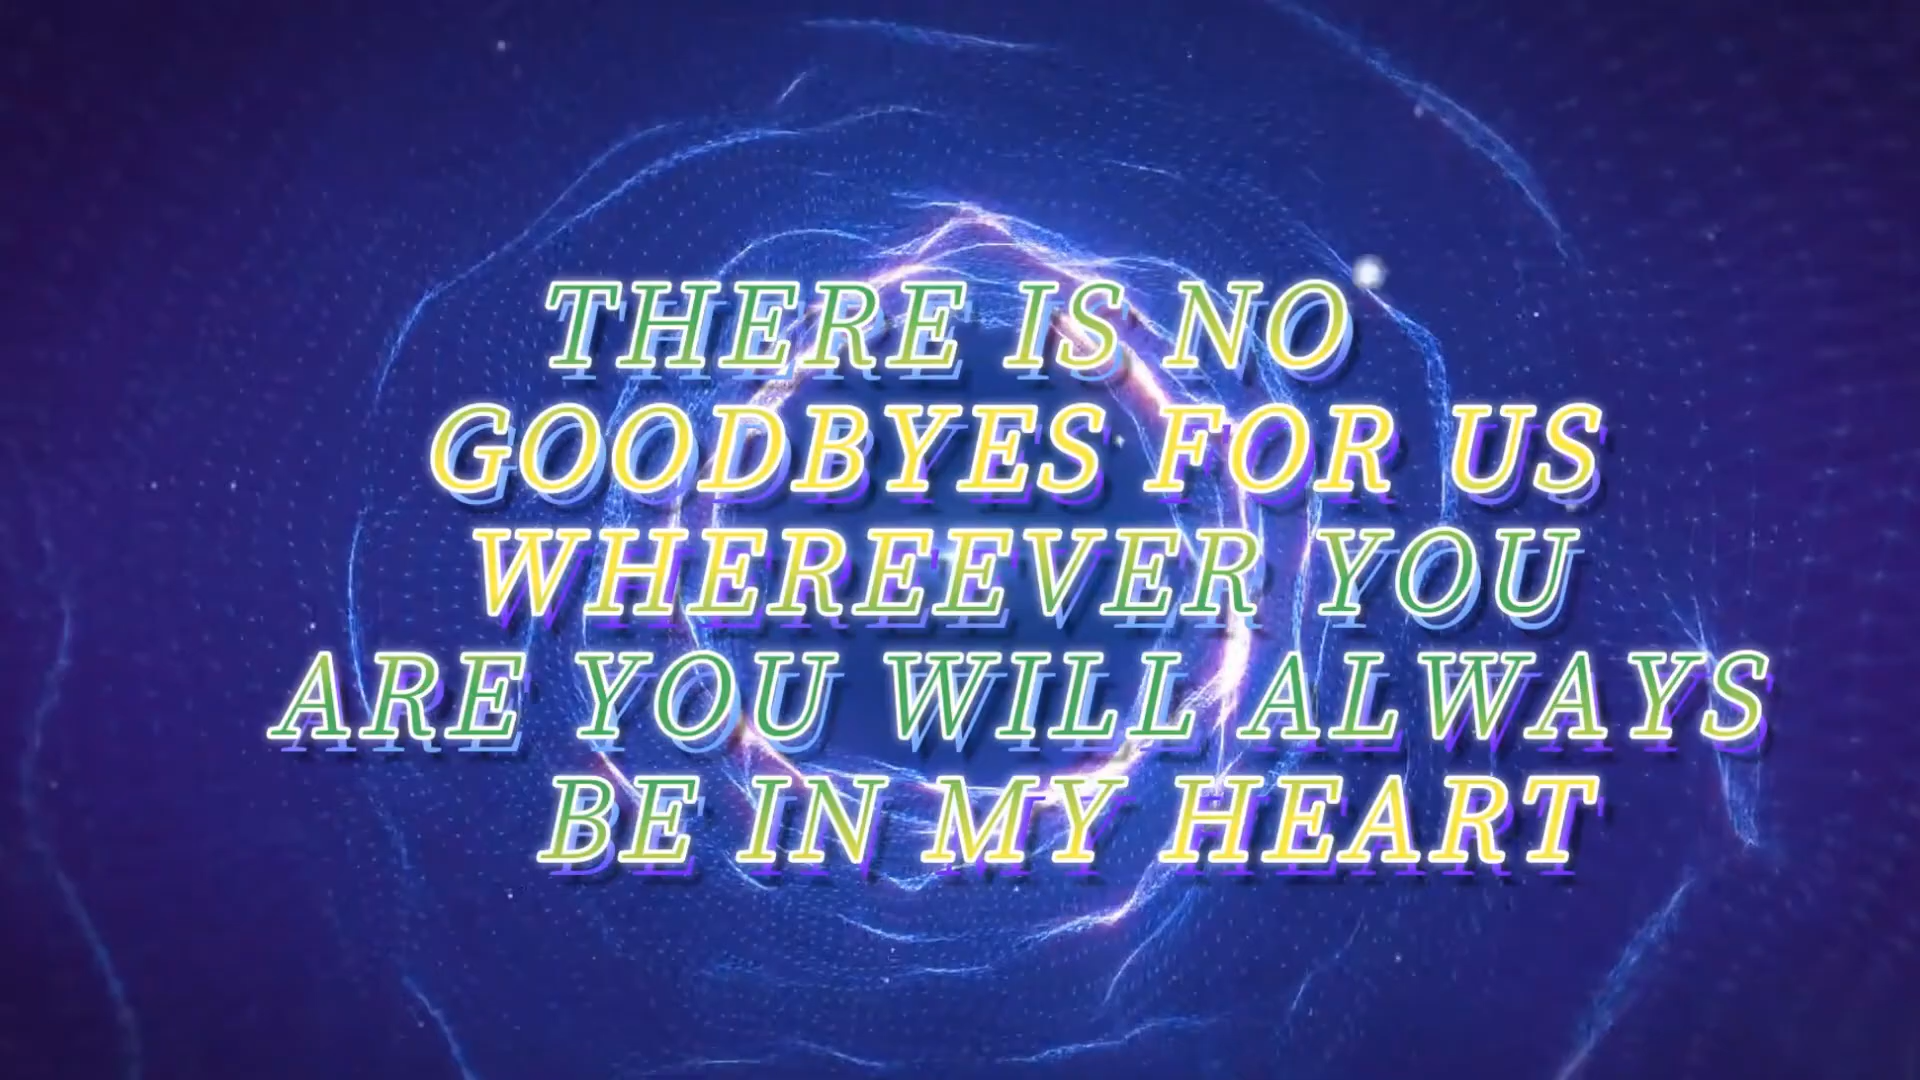 THERE IS NO
GOODBYES FOR US
WHEREEVER YOU
ARE YOU WILL ALWAYS
BE IN MY HEART